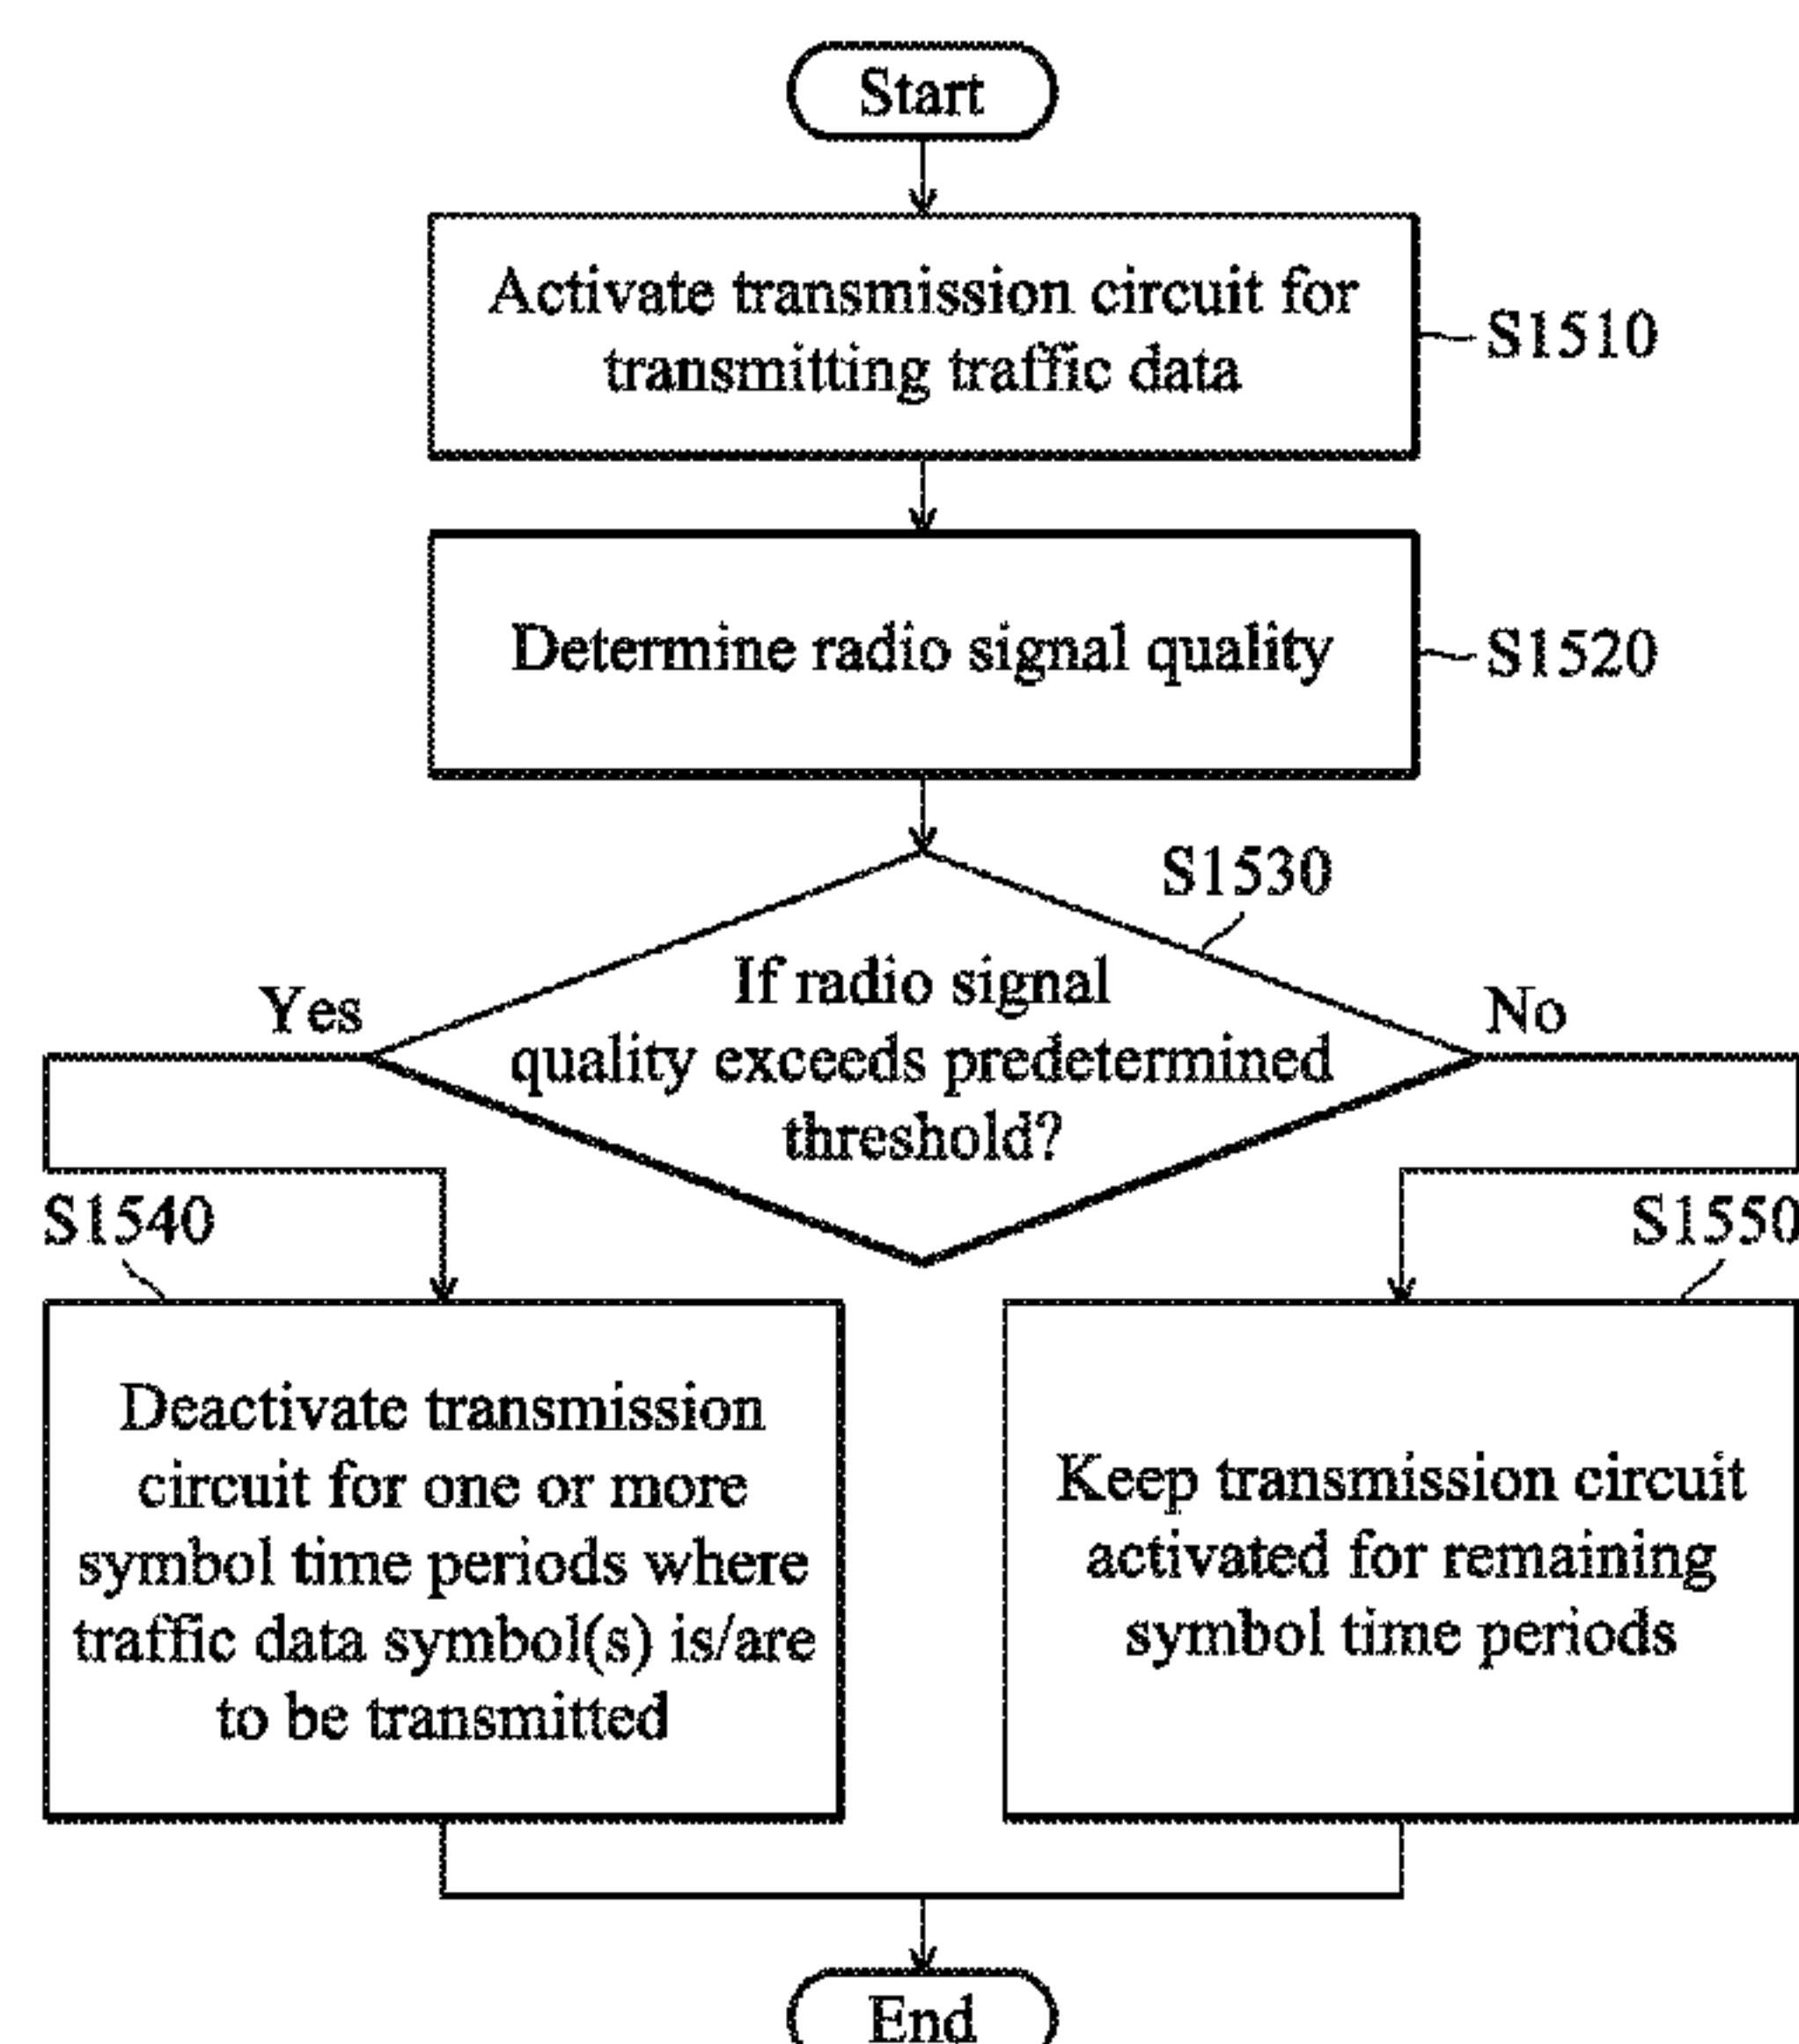 Start
Activate transmission circuit for
transmitting traffic data
S1510
Determine radio signal quality
S1520
S1530
If radio signal
quality exceeds predetermined
threshold?
Yes
No
S1540
S1550
Deactivate transmission
circuit for one or more
symbol time periods where
traffic data symbol(s) is/are
to be transmitted
Keep transmission circuit
activated for remaining
symbol time periods
End